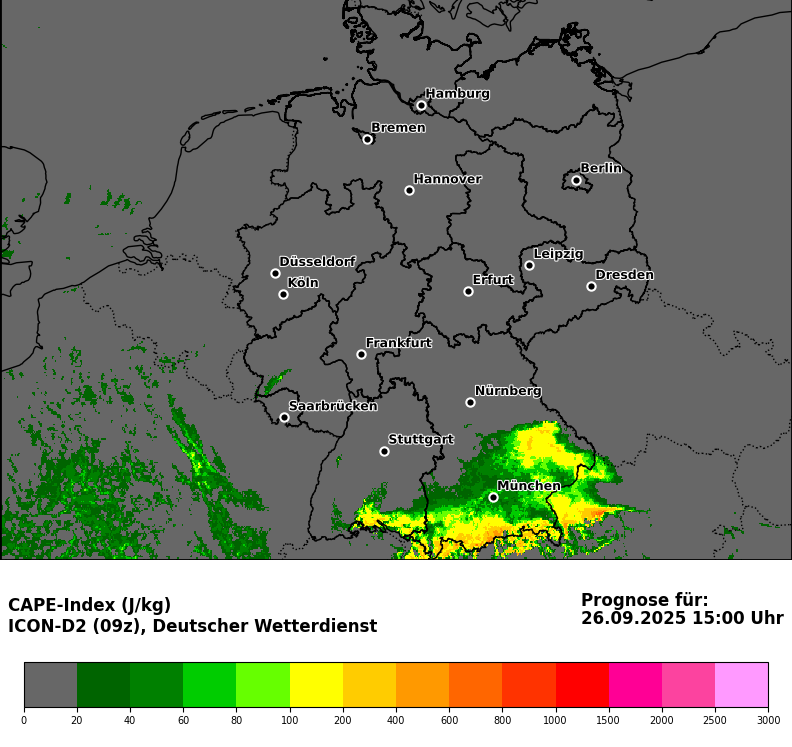 Hamburg
Bremen
Berlin
Hannover
Leipzig
Düsseldorf
Dresden
Erfurt
Köln
Frankfurt
Nürnberg
Saarbrücken
Stuttgart
München
CAPE-Index (J/kg)
ICON-D2 (09z), Deutscher Wetterdienst
Prognose für:
26.09.2025 15:00 Uhr
0 20 40 60 80 100 200 400 600 800 1000 1500 2000 2500 3000